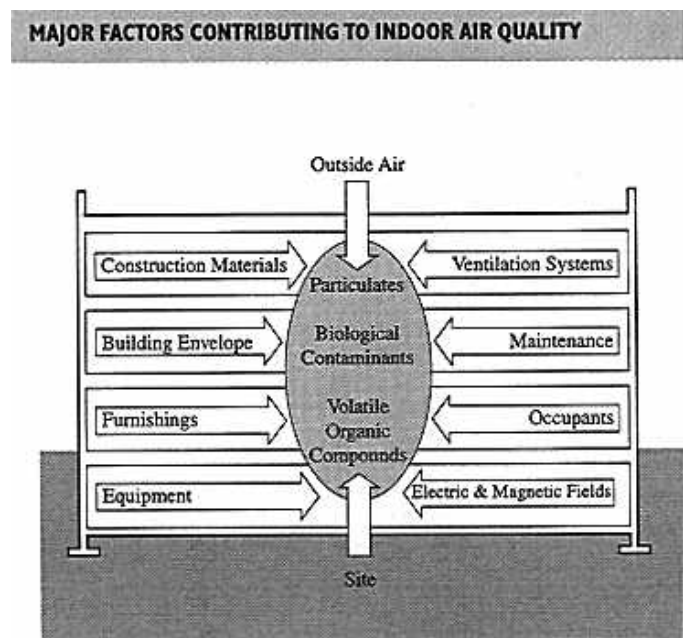 MAJOR FACTORS CONTRIBUTING TO INDOOR AIR QUALITY
Outside Air
Construction Materials
Particulates
Ventilation Systems
Building Envelope
Biological
Contaminants
Maintenance
Furnishings
Volatile
Organic
Compounds
Occupants
Equipment
Electric & Magnetic Fields
Site